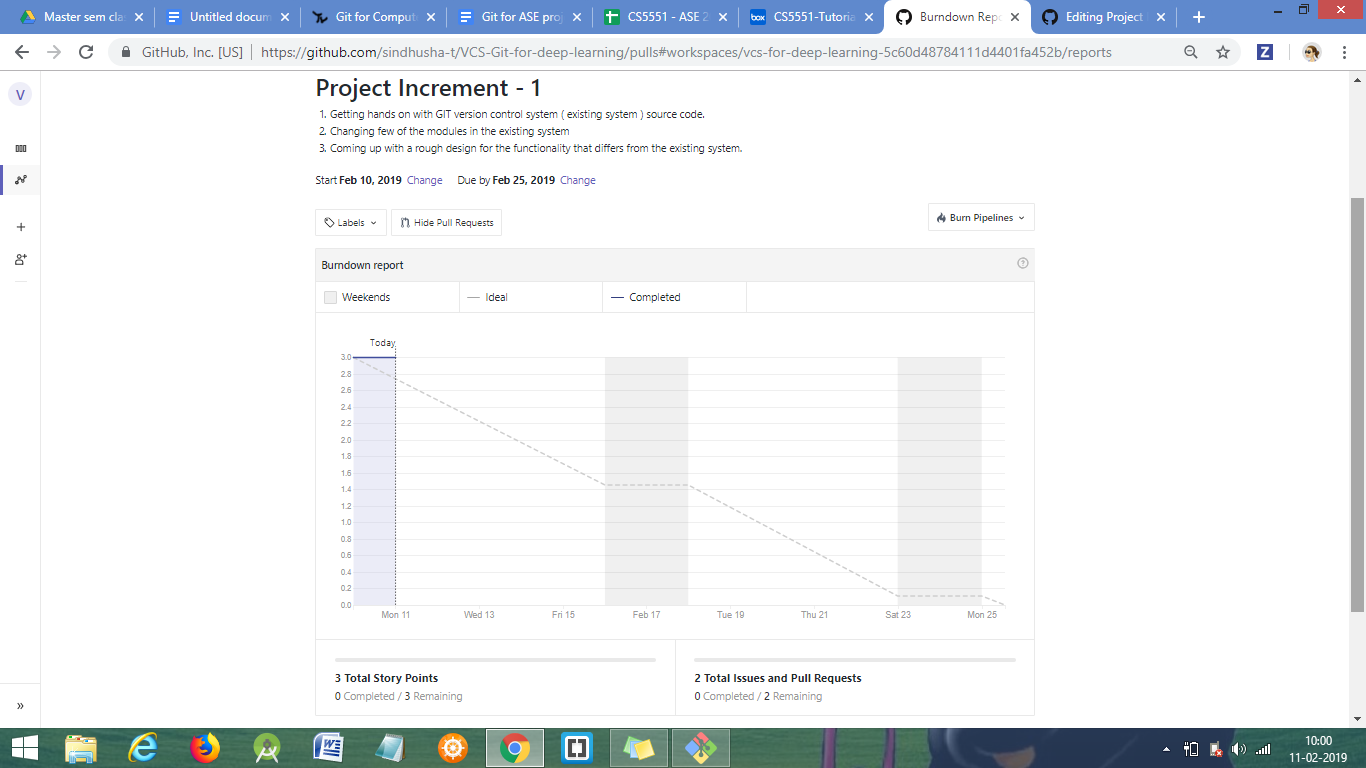 Master sem cla
Untitled docum
Git for Comput
Git for ASE proj
CS5551 - ASE 2
box
CS5551-Tutoria
Burndown Repo
Editing Project
GitHub, Inc. [US]
https://github.com/sindhusha-t/VCS-Git-for-deep-learning/pulls#workspaces/vcs-for-deep-learning-5c60d48784111d4401fa452b/reports
Z
V
Project Increment - 1
1. Getting hands on with GIT version control system ( existing system ) source code.
2. Changing few of the modules in the existing system
3. Coming up with a rough design for the functionality that differs from the existing system.
Start Feb 10, 2019 Change Due by Feb 25, 2019 Change
Labels
Hide Pull Requests
Burn Pipelines
Burndown report
?
Weekends
Ideal
Completed
Today
3.0
2.8
2.6
2.4
2.2
2.0
1.8
1.6
1.4
1.2
1.0
0.8
0.6
0.4
0.2
0.0
Mon 11
Wed 13
Fri 15
Feb 17
Tue 19
Thu 21
Sat 23
Mon 25
3 Total Story Points
0 Completed / 3 Remaining
2 Total Issues and Pull Requests
0 Completed / 2 Remaining
»
10:00
11-02-2019